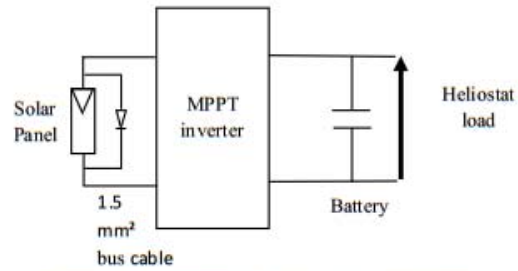 Solar
Panel
MPPT
inverter
Heliostat
load
1.5
mm²
bus cable
Battery